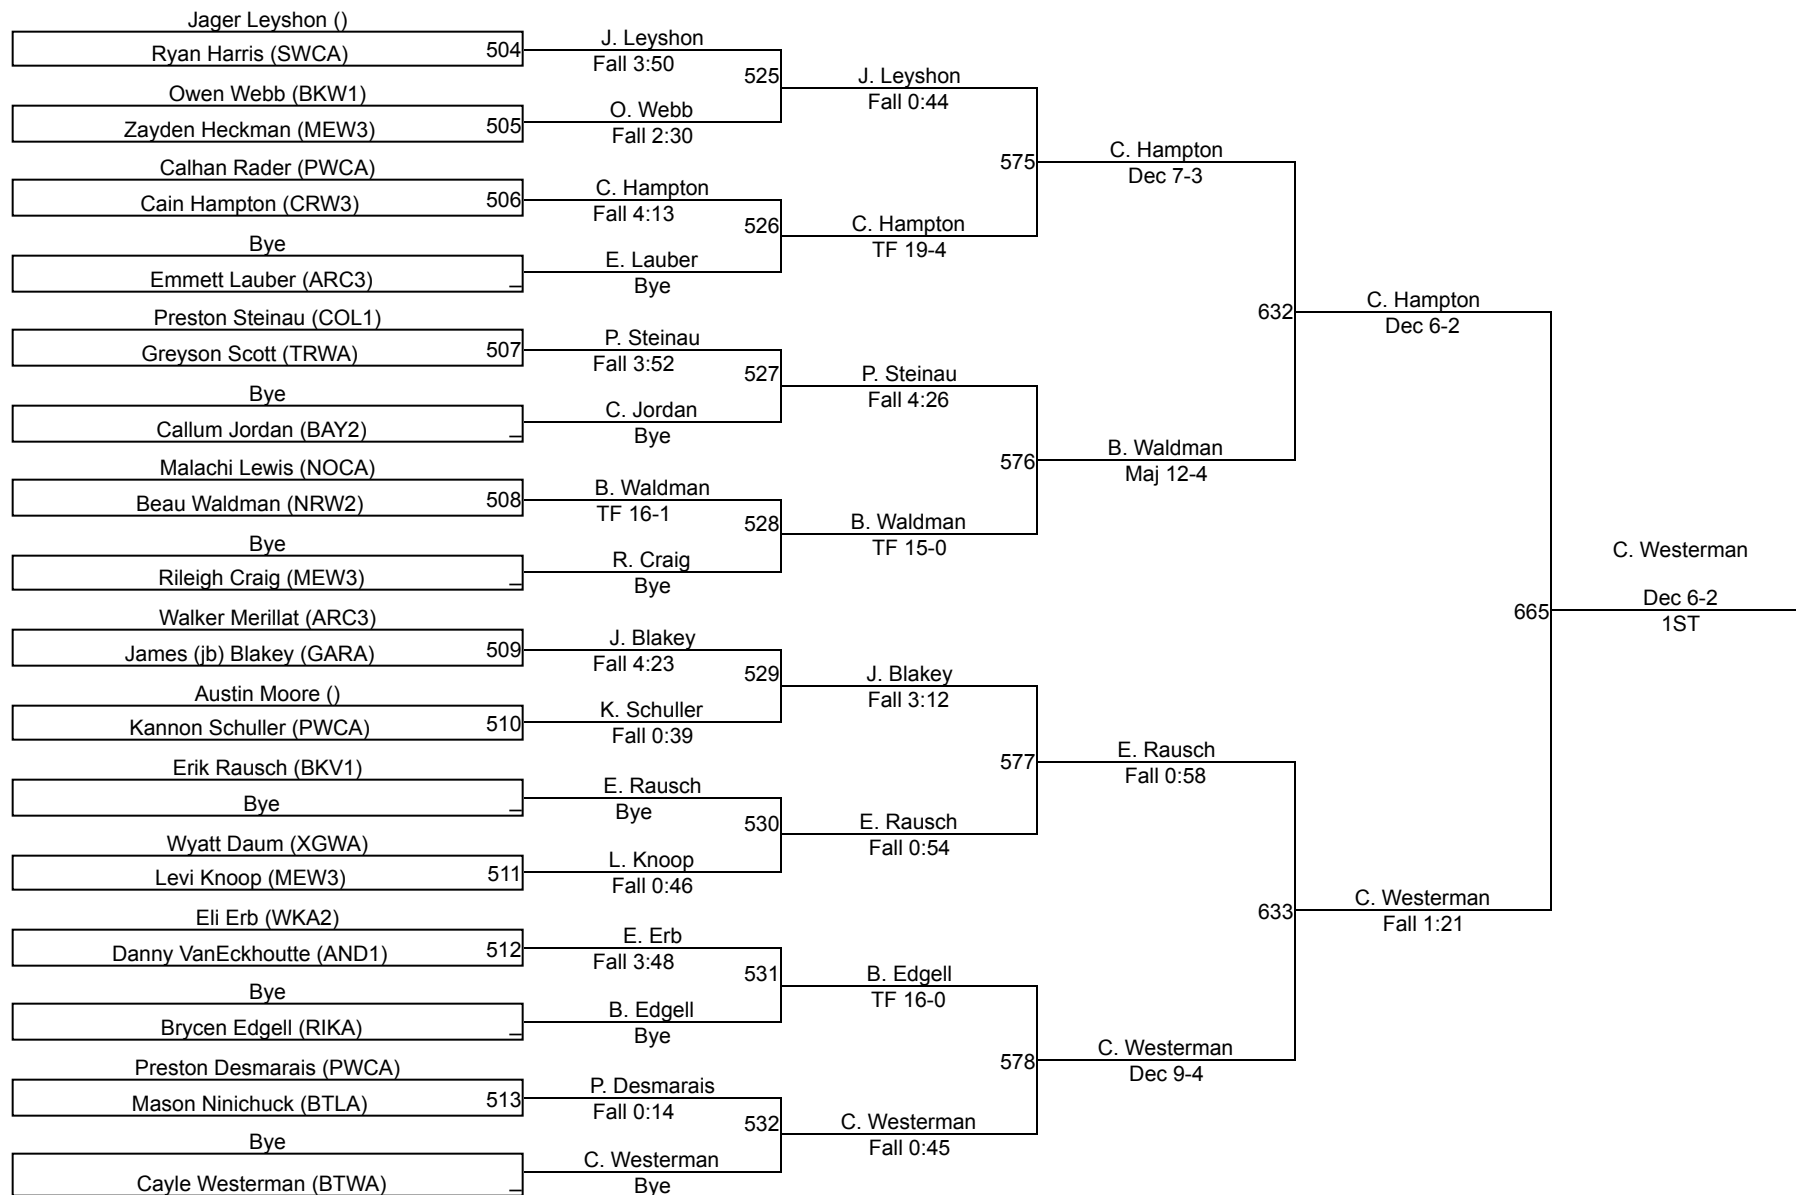 Jager Leyshon ()
Ryan Harris (SWCA) 504
Owen Webb (BKW1)
Zayden Heckman (MEW3) 505
Calhan Rader (PWCA)
Cain Hampton (CRW3) 506
Bye
Emmett Lauber (ARC3) _
Preston Steinau (COL1)
Greyson Scott (TRWA) 507
Bye
Callum Jordan (BAY2) _
Malachi Lewis (NOCA)
Beau Waldman (NRW2) 508
Bye
Rileigh Craig (MEW3) _
Walker Merillat (ARC3)
James (jb) Blakey (GARA) 509
Austin Moore ()
Kannon Schuller (PWCA) 510
Erik Rausch (BKV1)
Bye _
Wyatt Daum (XGWA)
Levi Knoop (MEW3) 511
Eli Erb (WKA2)
Danny VanEckhoutte (AND1) 512
Bye
Brycen Edgell (RIKA) _
Preston Desmarais (PWCA)
Mason Ninichuck (BTLA) 513
Bye
Cayle Westerman (BTWA) _
J. Leyshon
Fall 3:50
525
O. Webb
Fall 2:30
C. Hampton
Fall 4:13
526
E. Lauber
Bye
P. Steinau
Fall 3:52
527
C. Jordan
Bye
B. Waldman
TF 16-1
528
R. Craig
Bye
J. Blakey
Fall 4:23
529
K. Schuller
Fall 0:39
E. Rausch
Bye
530
L. Knoop
Fall 0:46
E. Erb
Fall 3:48
531
B. Edgell
Bye
P. Desmarais
Fall 0:14
532
C. Westerman
Bye
J. Leyshon
Fall 0:44
575
C. Hampton
TF 19-4
P. Steinau
Fall 4:26
576
B. Waldman
TF 15-0
J. Blakey
Fall 3:12
577
E. Rausch
Fall 0:54
B. Edgell
TF 16-0
578
C. Westerman
Fall 0:45
C. Hampton
Dec 7-3
632
B. Waldman
Maj 12-4
E. Rausch
Fall 0:58
633
C. Westerman
Dec 9-4
C. Hampton
Dec 6-2
665
C. Westerman
Fall 1:21
C. Westerman
Dec 6-2
1ST